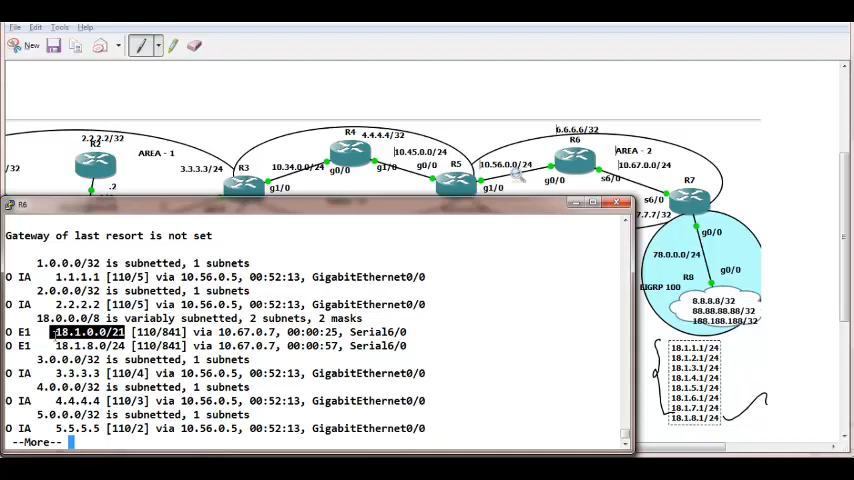 File Edit Tools Help
New
2.2.2.2/32
R2
AREA - 1
/32
.2
3.3.3.3/24
R3
g1/0
10.34.0.0/24
R4
4.4.4.4/32
g0/0
g1/0
10.45.0.0/24
g0/0
R5
g1/0
10.56.0.0/24
6.6.6.6/32
R6
g0/0
s6/0
AREA - 2
10.67.0.0/24
s6/0
R7
7.7.7/32
g0/0
78.0.0.0/24
g0/0
R8
EIGRP 100
8.8.8.8/32
88.88.88.88/32
188.188.188/32
18.1.1.1/24
18.1.2.1/24
18.1.3.1/24
18.1.4.1/24
18.1.5.1/24
18.1.6.1/24
18.1.7.1/24
18.1.8.1/24
R6
Gateway of last resort is not set
1.0.0.0/32 is subnetted, 1 subnets
O IA 1.1.1.1 [110/5] via 10.56.0.5, 00:52:13, GigabitEthernet0/0
2.0.0.0/32 is subnetted, 1 subnets
O IA 2.2.2.2 [110/5] via 10.56.0.5, 00:52:13, GigabitEthernet0/0
18.0.0.0/8 is variably subnetted, 2 subnets, 2 masks
O E1 18.1.0.0/21 [110/841] via 10.67.0.7, 00:00:25, Serial6/0
O E1 18.1.8.0/24 [110/841] via 10.67.0.7, 00:00:57, Serial6/0
3.0.0.0/32 is subnetted, 1 subnets
O IA 3.3.3.3 [110/4] via 10.56.0.5, 00:52:13, GigabitEthernet0/0
4.0.0.0/32 is subnetted, 1 subnets
O IA 4.4.4.4 [110/3] via 10.56.0.5, 00:52:13, GigabitEthernet0/0
5.0.0.0/32 is subnetted, 1 subnets
O IA 5.5.5.5 [110/2] via 10.56.0.5, 00:52:13, GigabitEthernet0/0
--More--